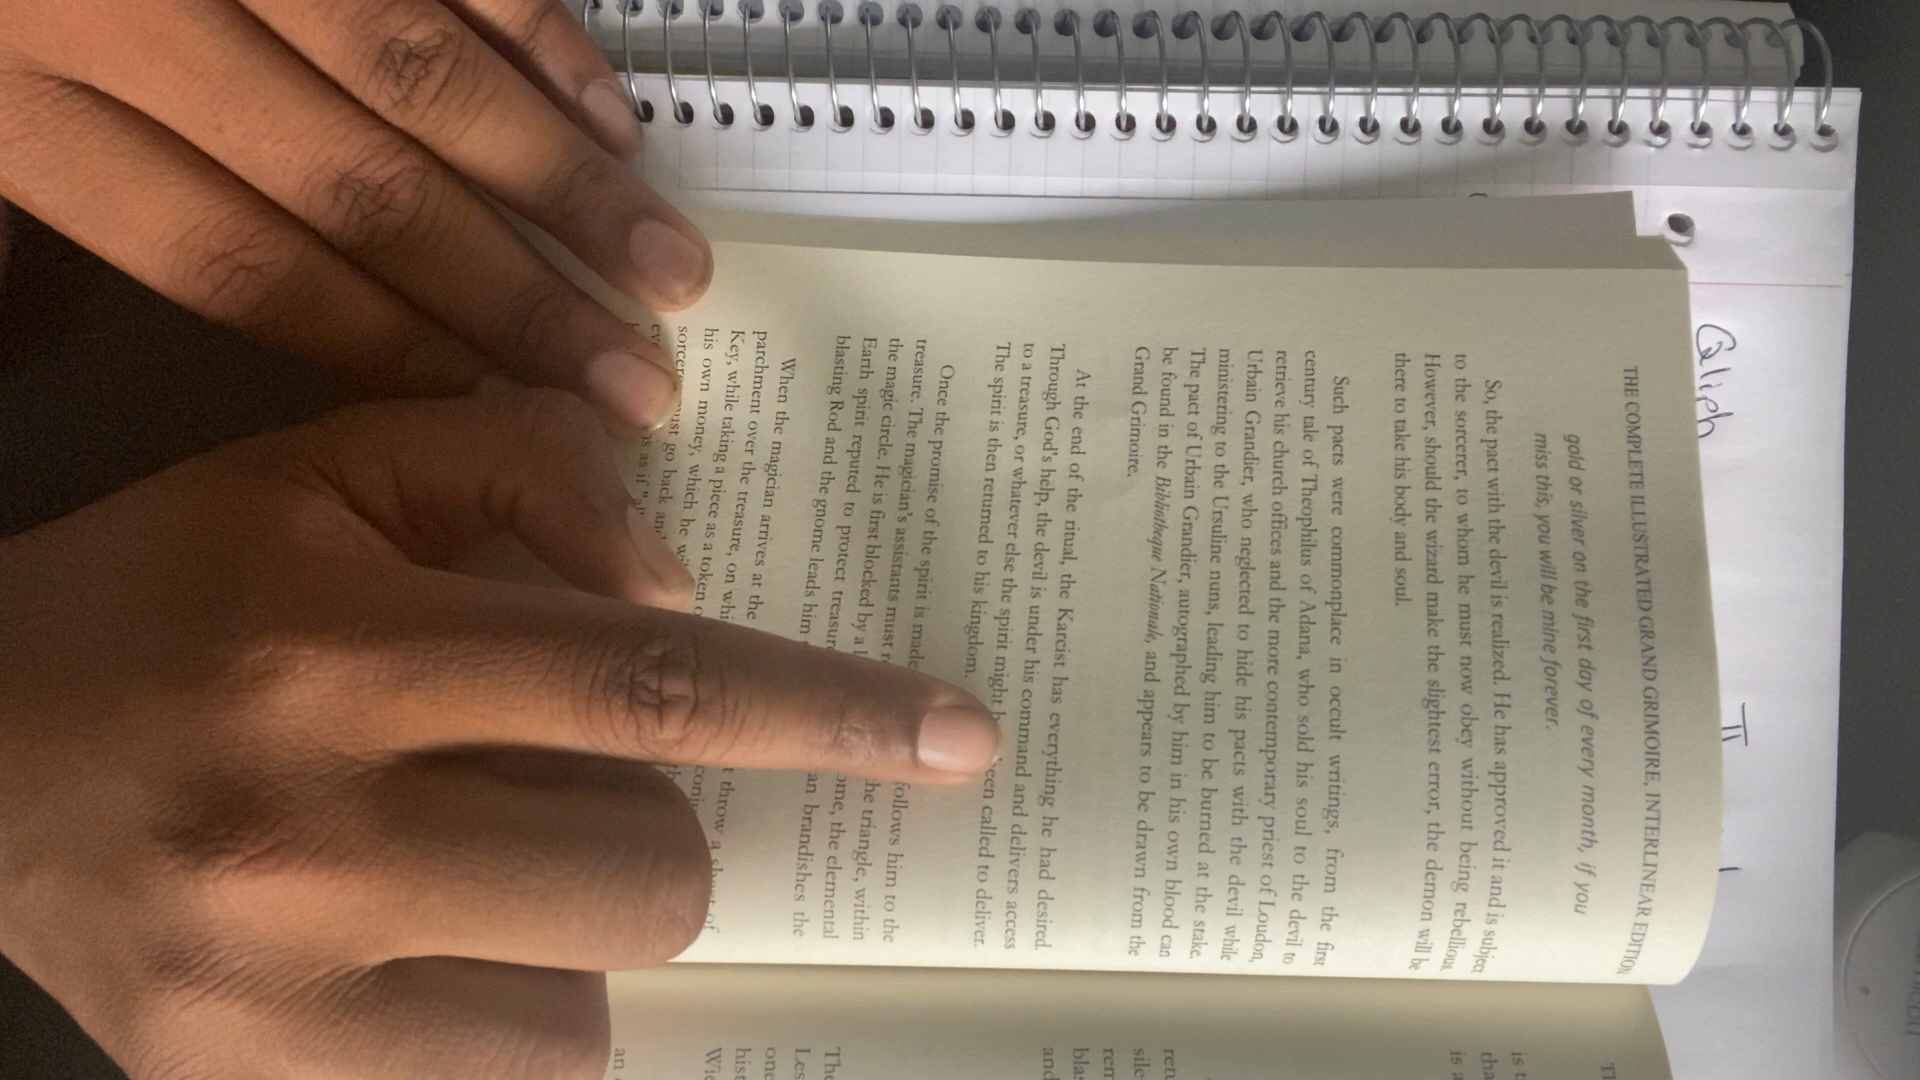 Qliph
THE COMPLETE ILLUSTRATED GRAND GRIMOIRE, INTERLINEAR EDITION
gold or silver on the first day of every month, if you
miss this, you will be mine forever.
So, the pact with the devil is realized. He has approved it and is subject
to the sorcerer, to whom he must now obey without being rebellious.
However, should the wizard make the slightest error, the demon will be
there to take his body and soul.
Such pacts were commonplace in occult writings, from the first
century tale of Theophilus of Adana, who sold his soul to the devil to
retrieve his church offices and the more contemporary priest of Loudon,
Urbain Grandier, who neglected to hide his pacts with the devil while
ministering to the Ursuline nuns, leading him to be burned at the stake.
The pact of Urbain Grandier, autographed by him in his own blood can
be found in the Bibliotheque Nationale, and appears to be drawn from the
Grand Grimoire.
At the end of the ritual, the Karcist has everything he had desired.
Through God's help, the devil is under his command and delivers access
to a treasure, or whatever else the spirit might been called to deliver.
The spirit is then returned to his kingdom.
Once the promise of the spirit is made follows him to the
treasure. The magician's assistants must the triangle, within
the magic circle. He is first blocked by a the elemental
Earth spirit reputed to protect treasure brandishes the
blasting Rod and the gnome leads him
When the magician arrives at the throw a sheet of
parchment over the treasure, on
Key, while taking a piece as a token
his own money, which he
sorcerer must go back and
as if